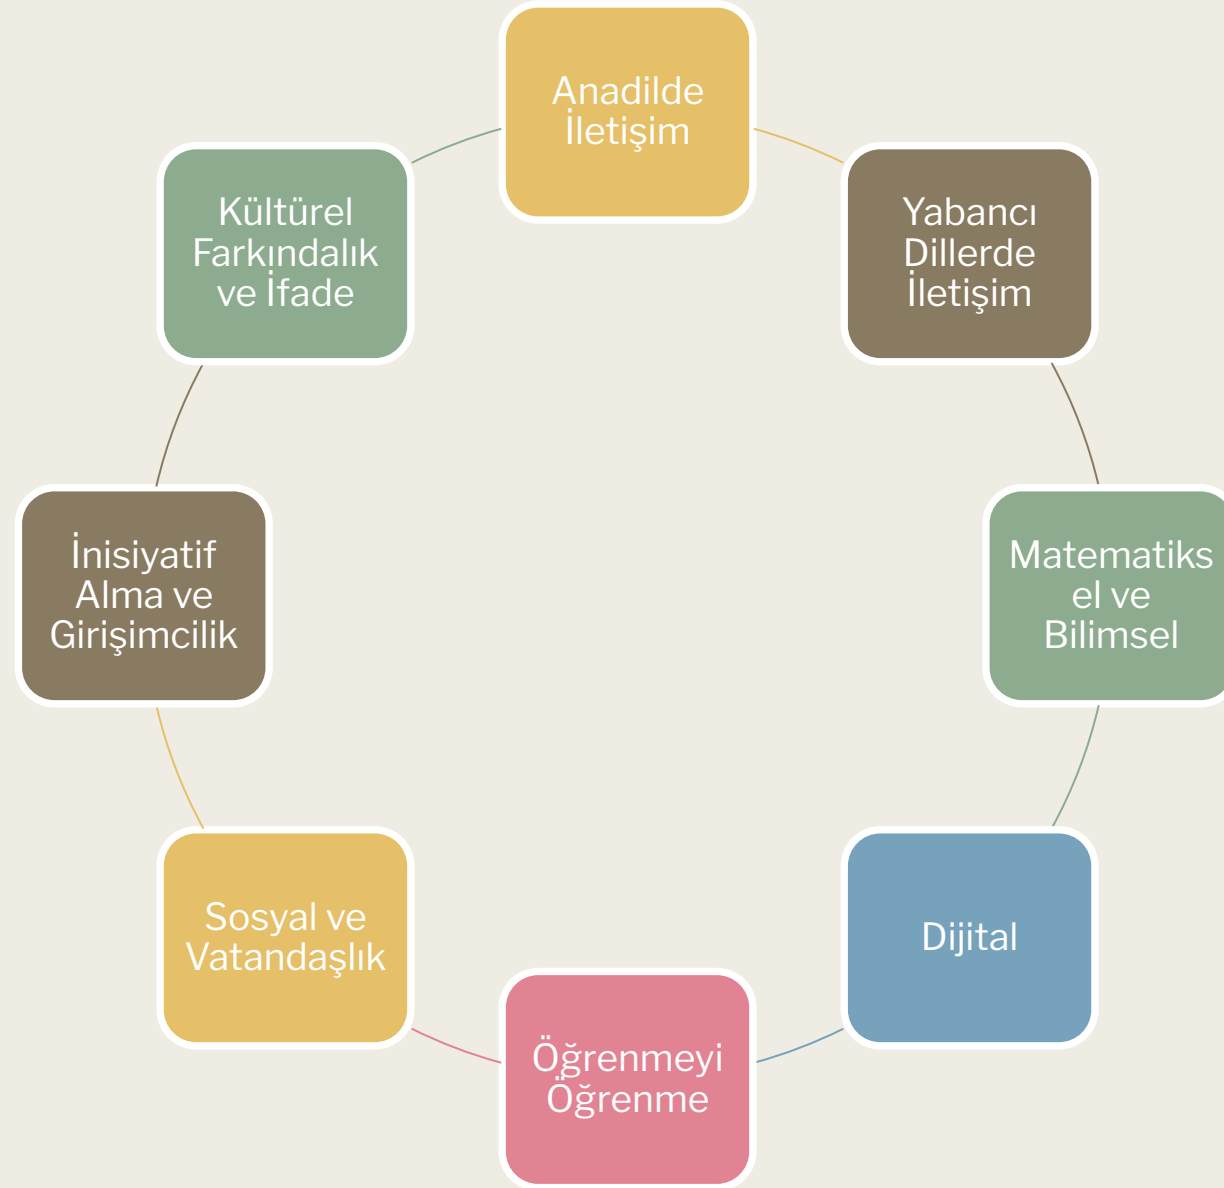 Anadilde
İletişim
Yabancı
Dillerde
İletişim
Matematiks
el ve
Bilimsel
Dijital
Öğrenmeyi
Öğrenme
Sosyal ve
Vatandaşlık
İnisiyatif
Alma ve
Girişimcilik
Kültürel
Farkındalık
ve İfade